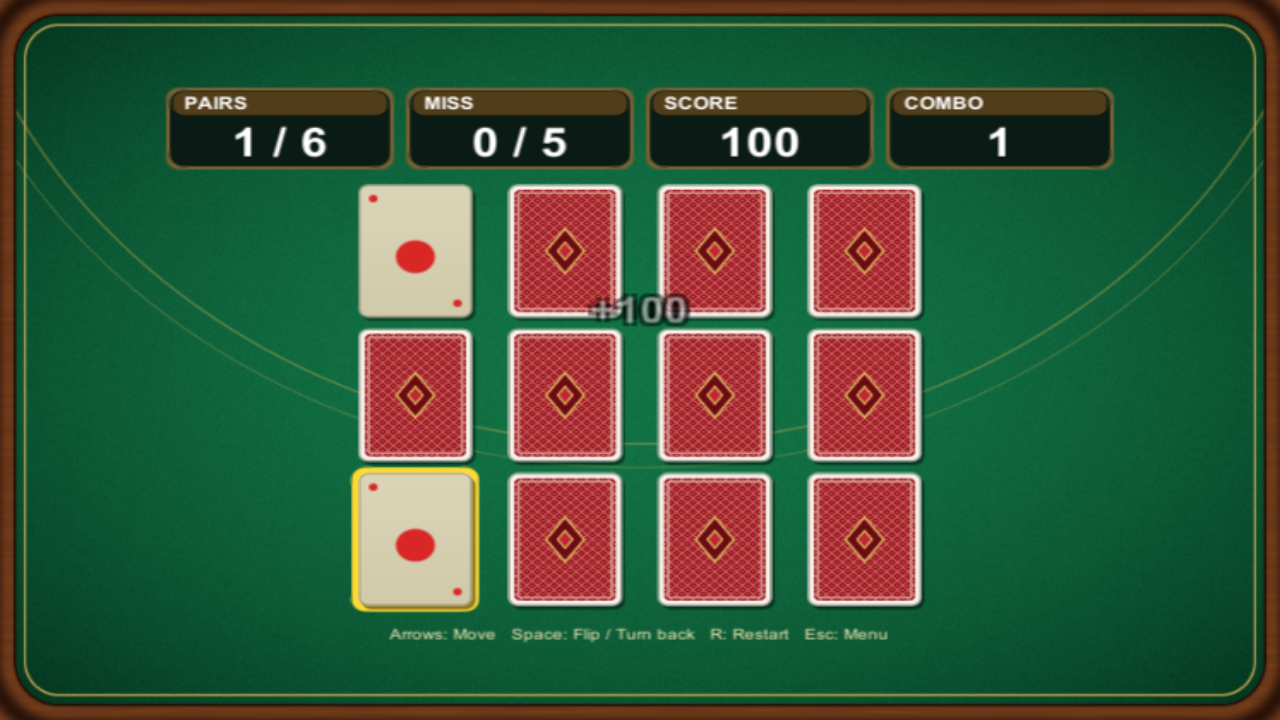 PAIRS MISS SCORE COMBO
1 / 6 0 / 5 100 1
+100
Arrows: Move Space: Flip / Turn back R: Restart Esc: Menu